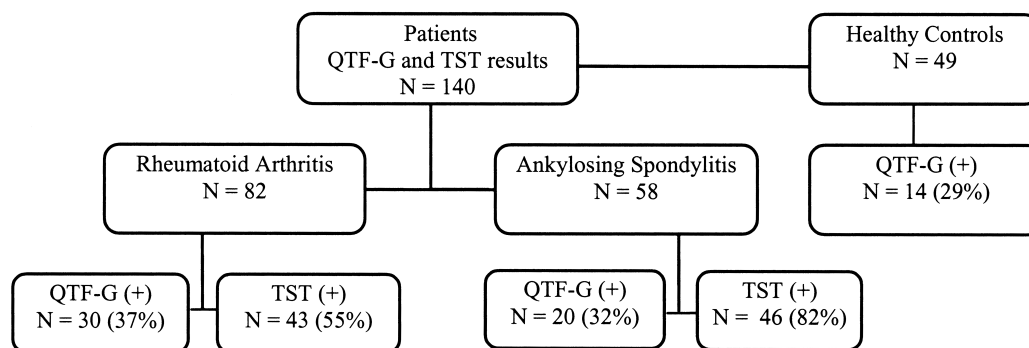 Patients
QTF-G and TST results
N = 140
Healthy Controls
N = 49
Rheumatoid Arthritis
N = 82
Ankylosing Spondylitis
N = 58
QTF-G (+)
N = 14 (29%)
QTF-G (+)
N = 30 (37%)
TST (+)
N = 43 (55%)
QTF-G (+)
N = 20 (32%)
TST (+)
N = 46 (82%)